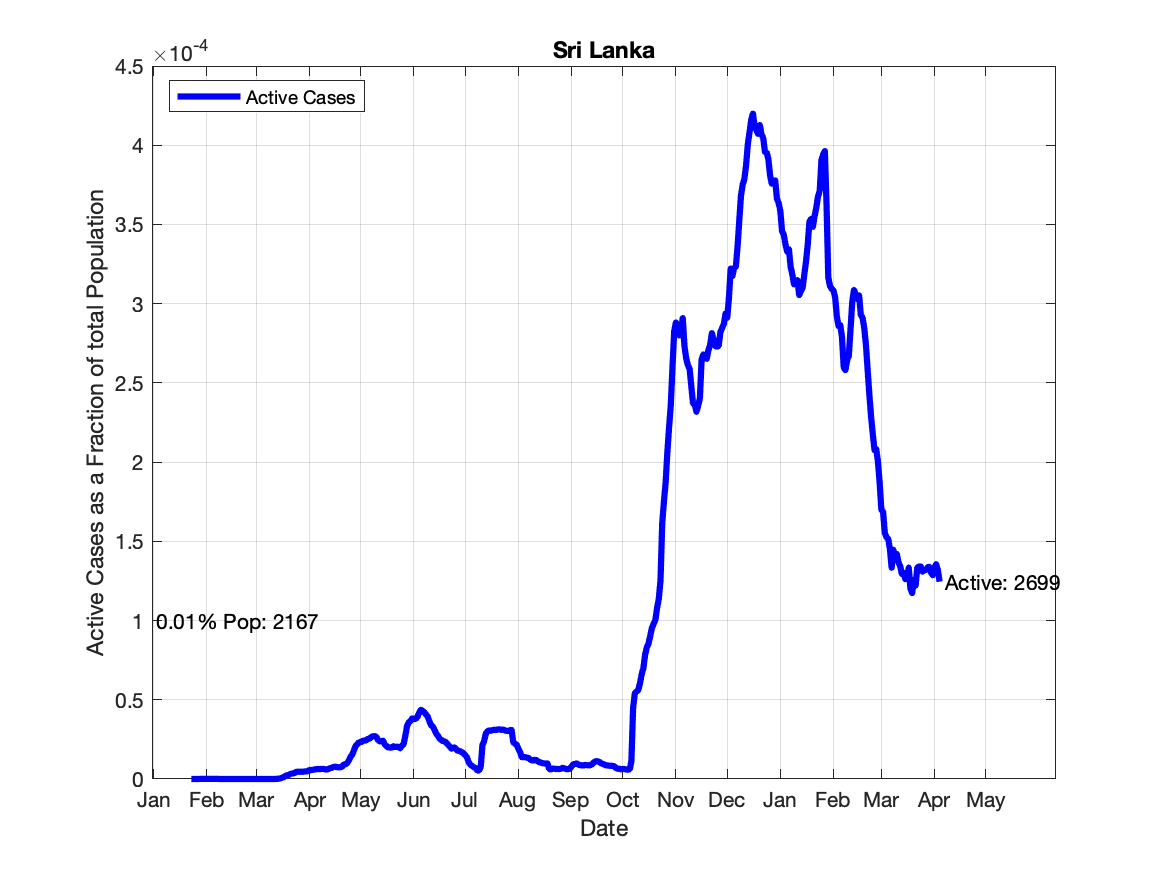 Sri Lanka
×10-4
4.5
4
3.5
3
2.5
2
1.5
1
0.5
0
Active Cases as a Fraction of total Population
Active Cases
0.01% Pop: 2167
Active: 2699
Jan Feb Mar Apr May Jun Jul Aug Sep Oct Nov Dec Jan Feb Mar Apr May
Date